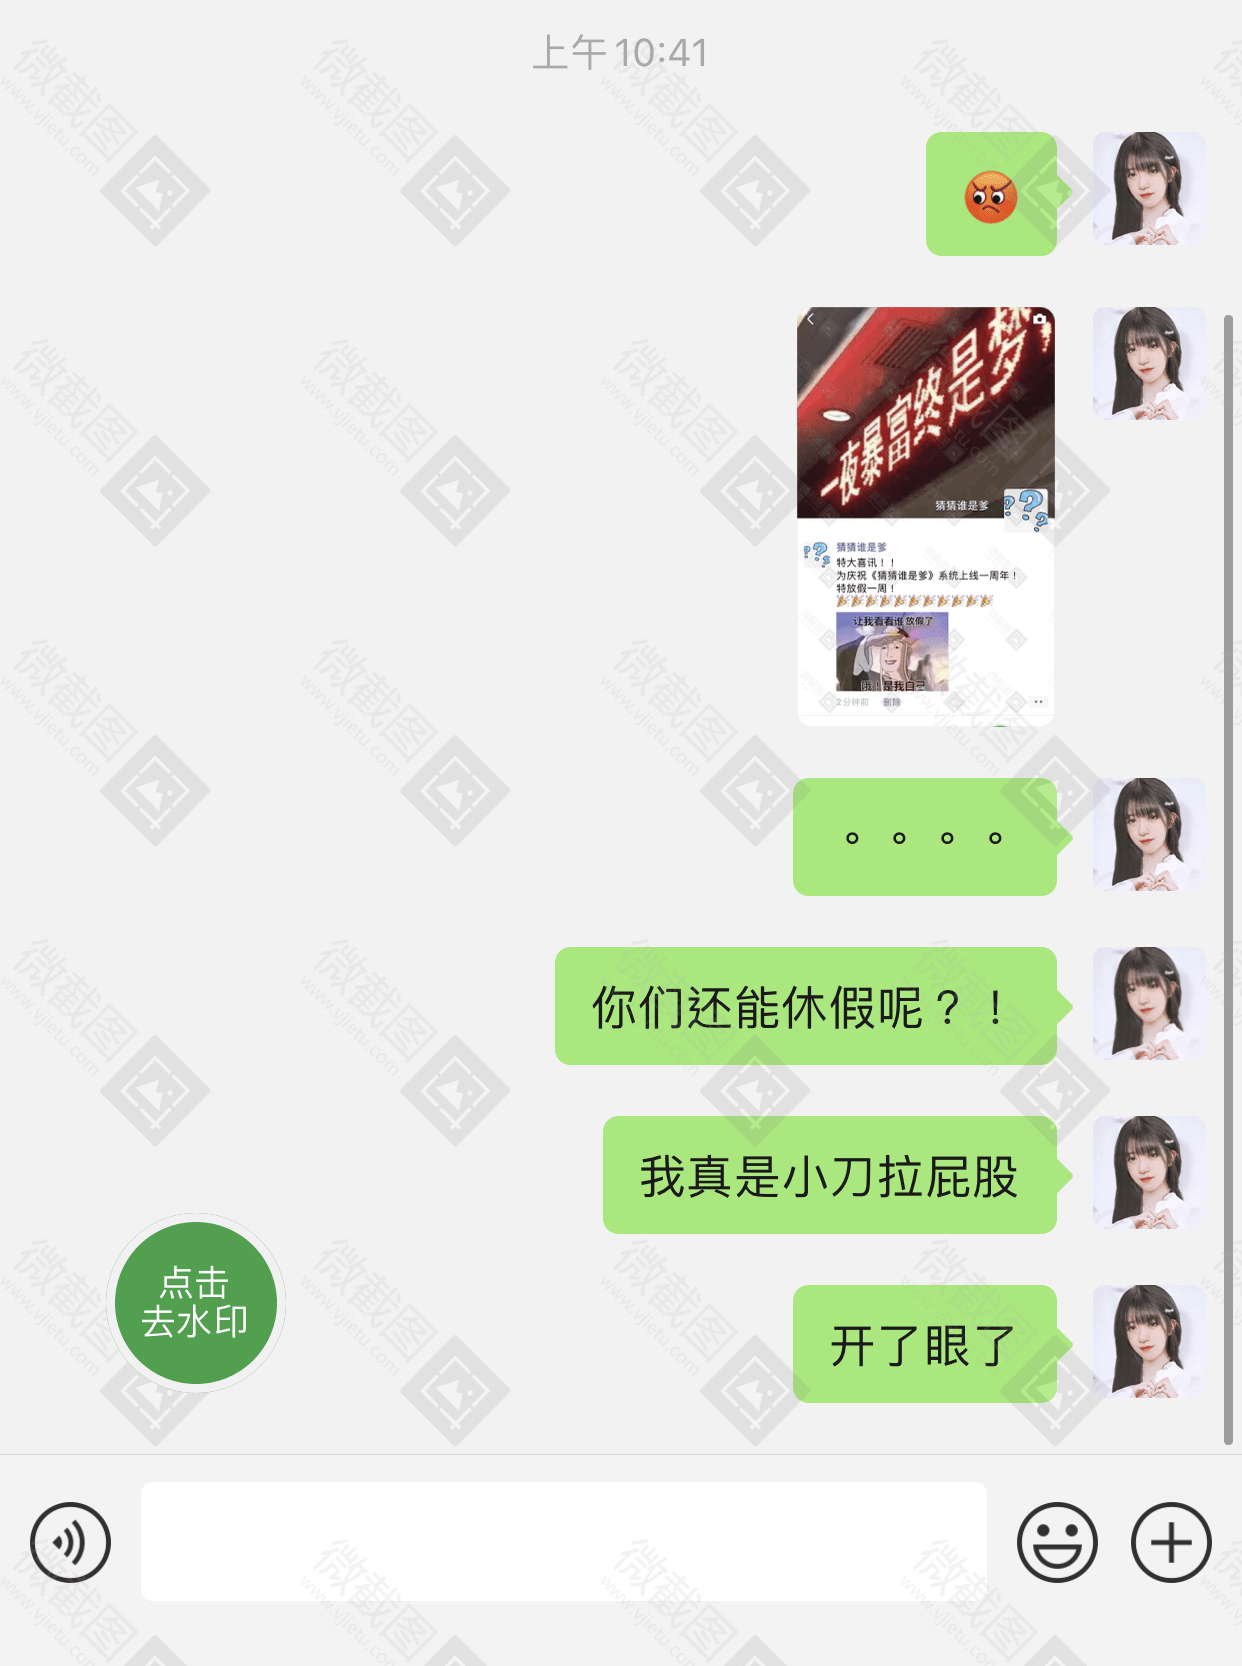 上午 10:41
一夜暴富终是梦
猜猜谁是爹
猜猜谁是爹
特大喜讯！！
为庆祝《猜猜谁是爹》系统上线一周年！
特放假一周！
让我看看谁放假了
哦！是我自己
2分钟前 删除
。。。。
你们还能休假呢？！
我真是小刀拉屁股
开了眼了
点击
去水印
微截图
www.vjietu.com